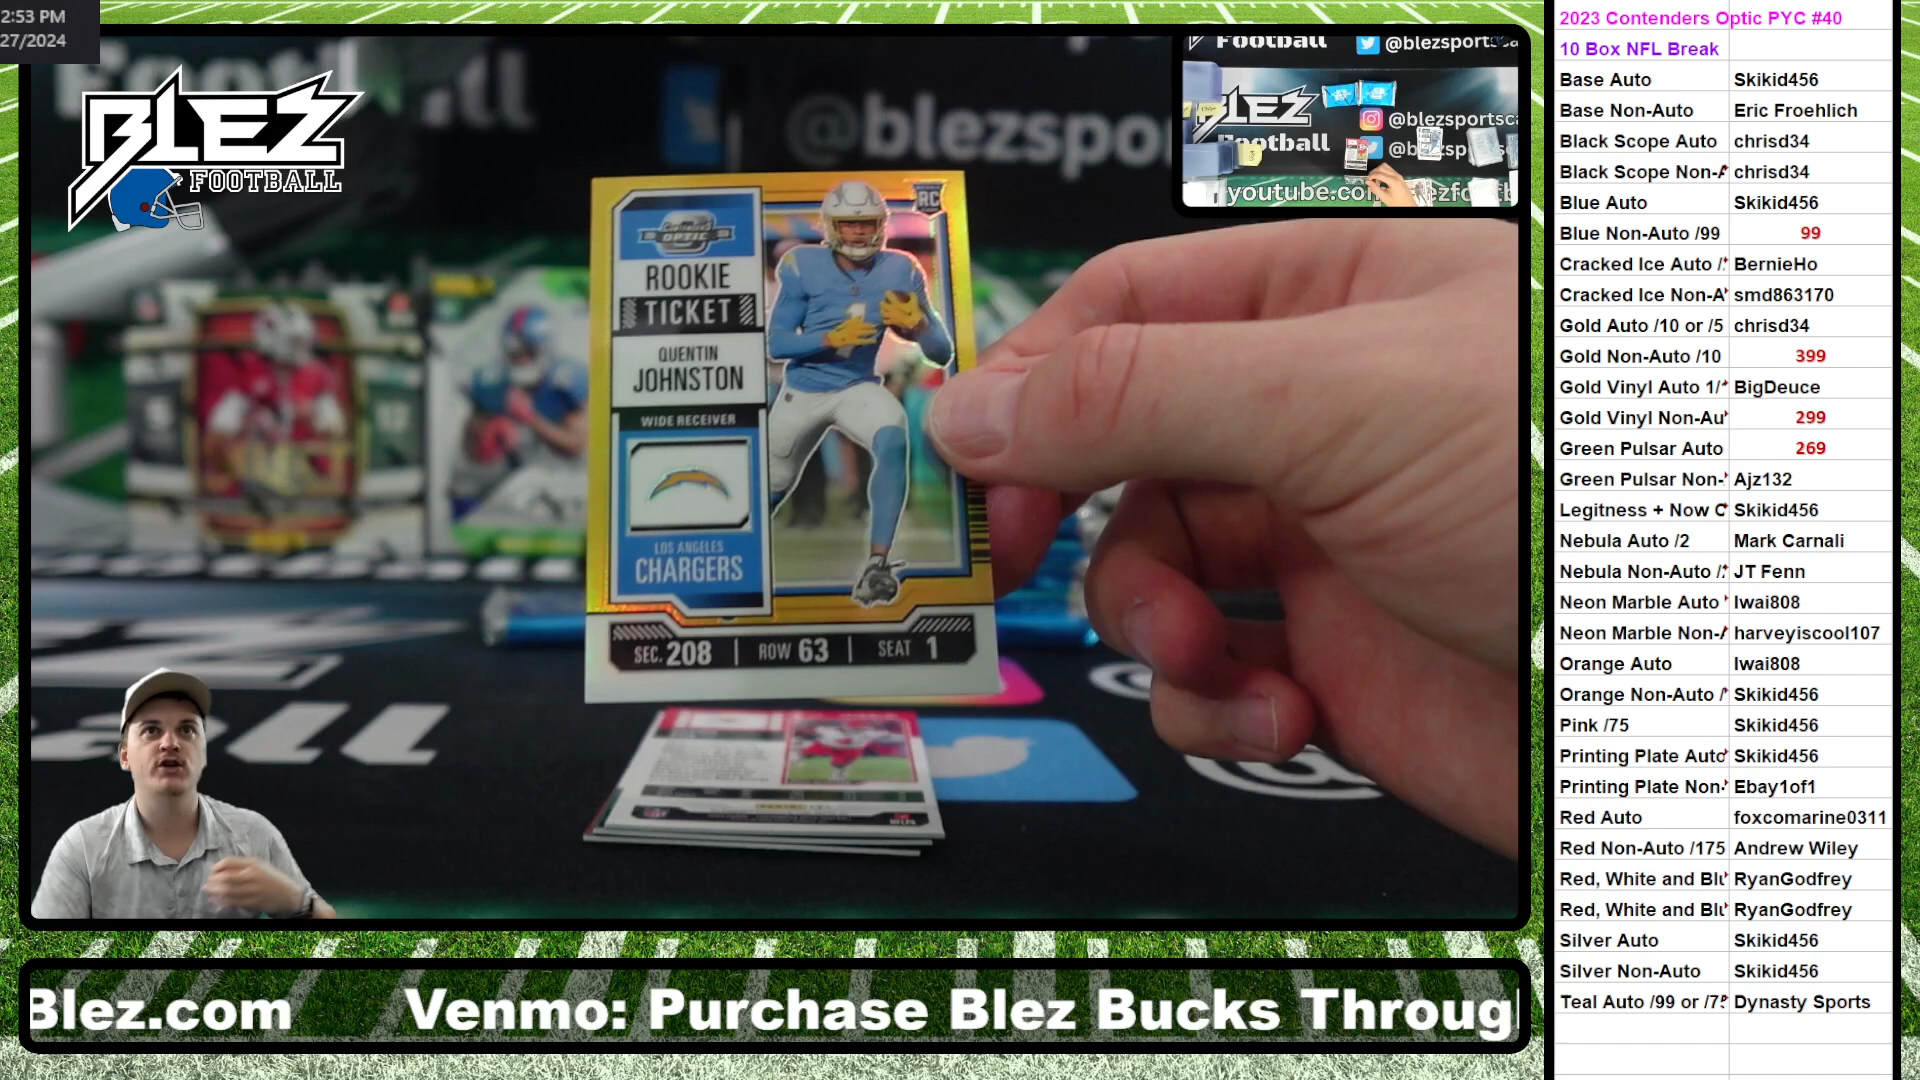 2:53 PM
27/2024
BLEZ
FOOTBALL
@blezspor
ROOKIE
TICKET
QUENTIN
JOHNSTON
WIDE RECEIVER
LOS ANGELES
CHARGERS
SEC. 208 | ROW 63 | SEAT 1
RC
OPTIC
Football
@blezsportsca
BLEZ
@blezsportsca
Football
@blezsp
youtube.co
Blez.com Venmo: Purchase Blez Bucks Throug
2023 Contenders Optic PYC #40
10 Box NFL Break
Base Auto Skikid456
Base Non-Auto Eric Froehlich
Black Scope Auto chrisd34
Black Scope Non-A chrisd34
Blue Auto Skikid456
Blue Non-Auto /99 99
Cracked Ice Auto /. BernieHo
Cracked Ice Non-A smd863170
Gold Auto /10 or /5 chrisd34
Gold Non-Auto /10 399
Gold Vinyl Auto 1/ BigDeuce
Gold Vinyl Non-Au 299
Green Pulsar Auto 269
Green Pulsar Non- Ajz132
Legitness + Now C Skikid456
Nebula Auto /2 Mark Carnali
Nebula Non-Auto /. JT Fenn
Neon Marble Auto Iwai808
Neon Marble Non-A harveyiscool107
Orange Auto Iwai808
Orange Non-Auto / Skikid456
Pink /75 Skikid456
Printing Plate Auto Skikid456
Printing Plate Non- Ebay1of1
Red Auto foxcomarine0311
Red Non-Auto /175 Andrew Wiley
Red, White and Blu RyanGodfrey
Red, White and Blu RyanGodfrey
Silver Auto Skikid456
Silver Non-Auto Skikid456
Teal Auto /99 or /75 Dynasty Sports